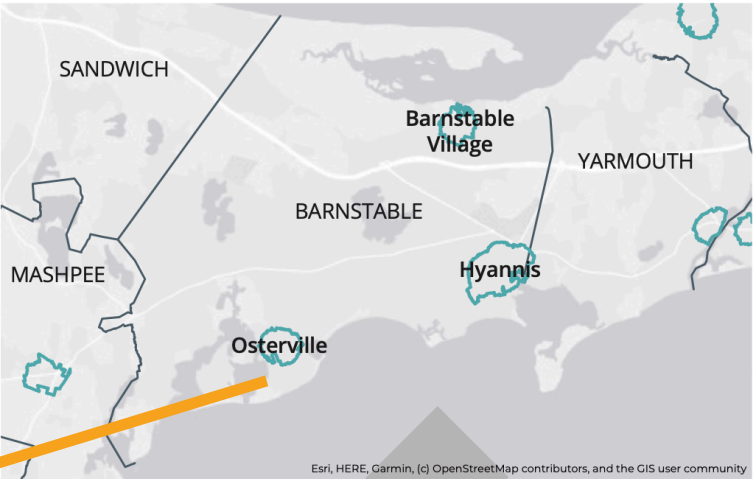 SANDWICH
Barnstable
Village
YARMOUTH
BARNSTABLE
Hyannis
MASHPEE
Osterville
Esri, HERE, Garmin, (c) OpenStreetMap contributors, and the GIS user community